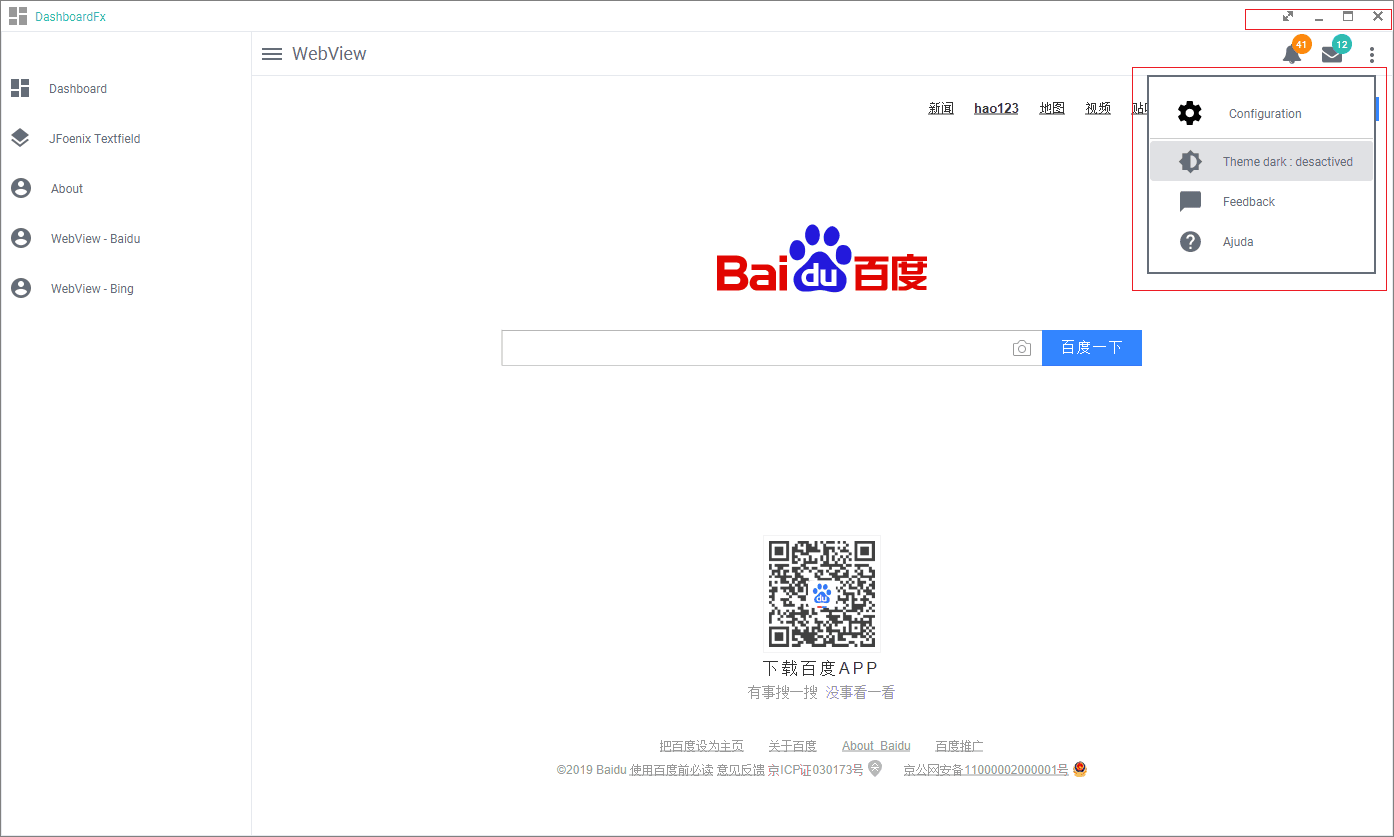 DashboardFx
WebView
41
12
Dashboard
JFoenix Textfield
About
WebView - Baidu
WebView - Bing
新闻 hao123 地图 视频
Configuration
Theme dark : desactived
Feedback
Ajuda
Bai du 百度
百度一下
du
下载百度APP
有事搜一搜 没事看一看
把百度设为主页 关于百度 About Baidu 百度推广
©2019 Baidu 使用百度前必读 意见反馈 京ICP证030173号 京公网安备11000002000001号